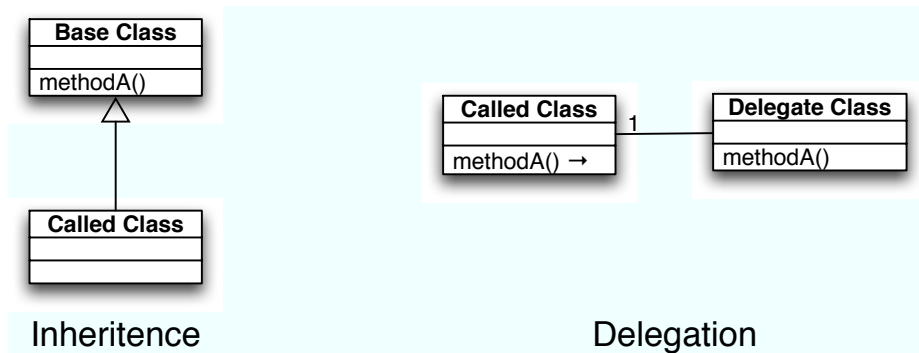 Base Class
methodA()
Called Class
Inheritence
Called Class
methodA() →
1
Delegate Class
methodA()
Delegation